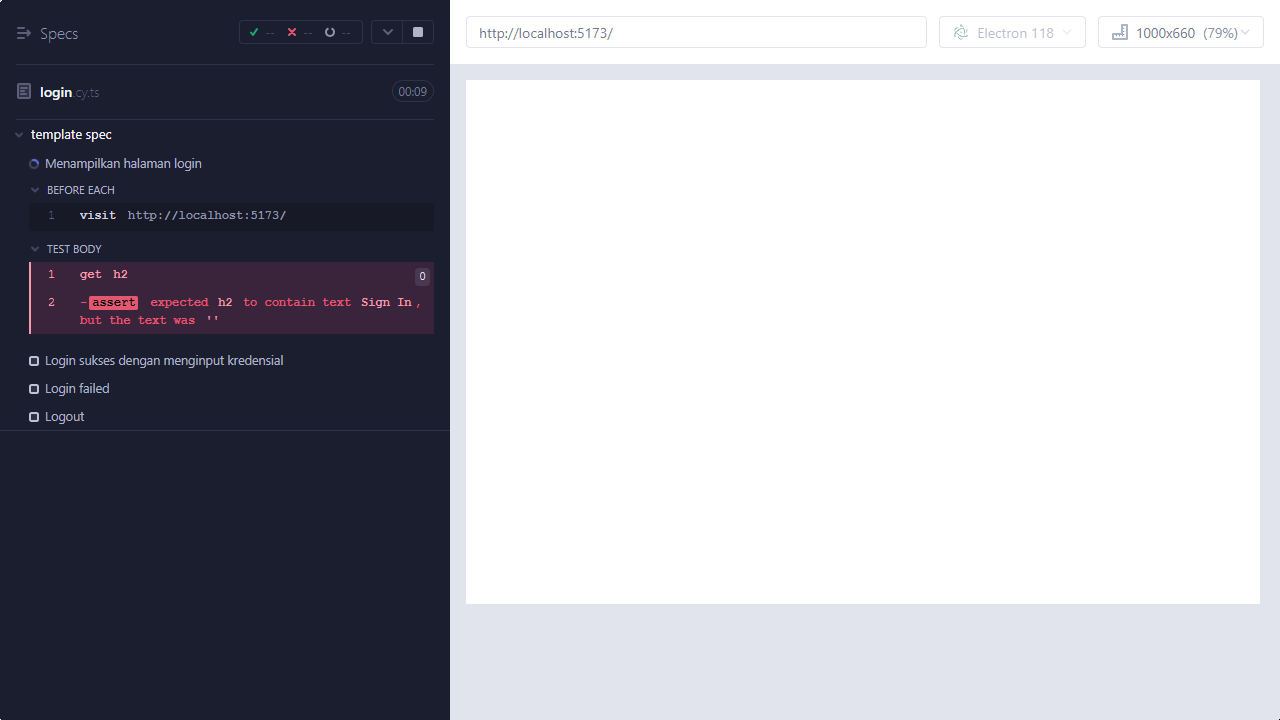 Specs
--
--
--
http://localhost:5173/
Electron 118
1000x660 (79%)
login.cy.ts
00:09
template spec
Menampilkan halaman login
BEFORE EACH
1 visit http://localhost:5173/
TEST BODY
1 get h2 0
2 -assert expected h2 to contain text Sign In,
but the text was ''
Login sukses dengan menginput kredensial
Login failed
Logout